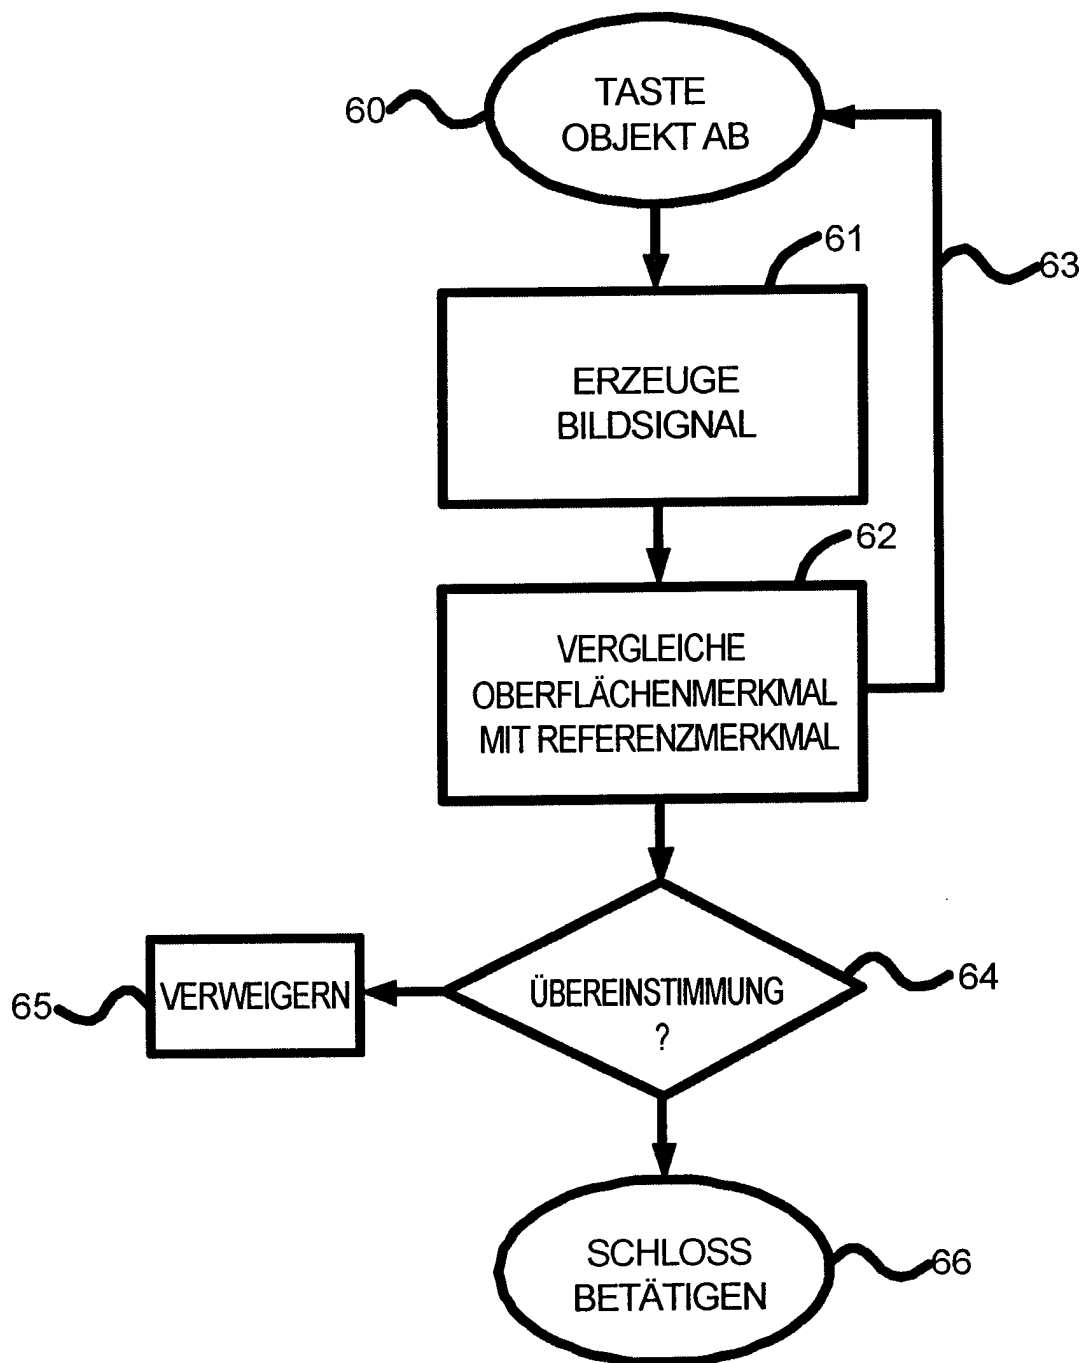 60
TASTE
OBJEKT AB
61
63
ERZEUGE
BILDSIGNAL
62
VERGLEICHE
OBERFLÄCHENMERKMAL
MIT REFERENZMERKMAL
65
VERWEIGERN
ÜBEREINSTIMMUNG
?
64
SCHLOSS
BETÄTIGEN
66